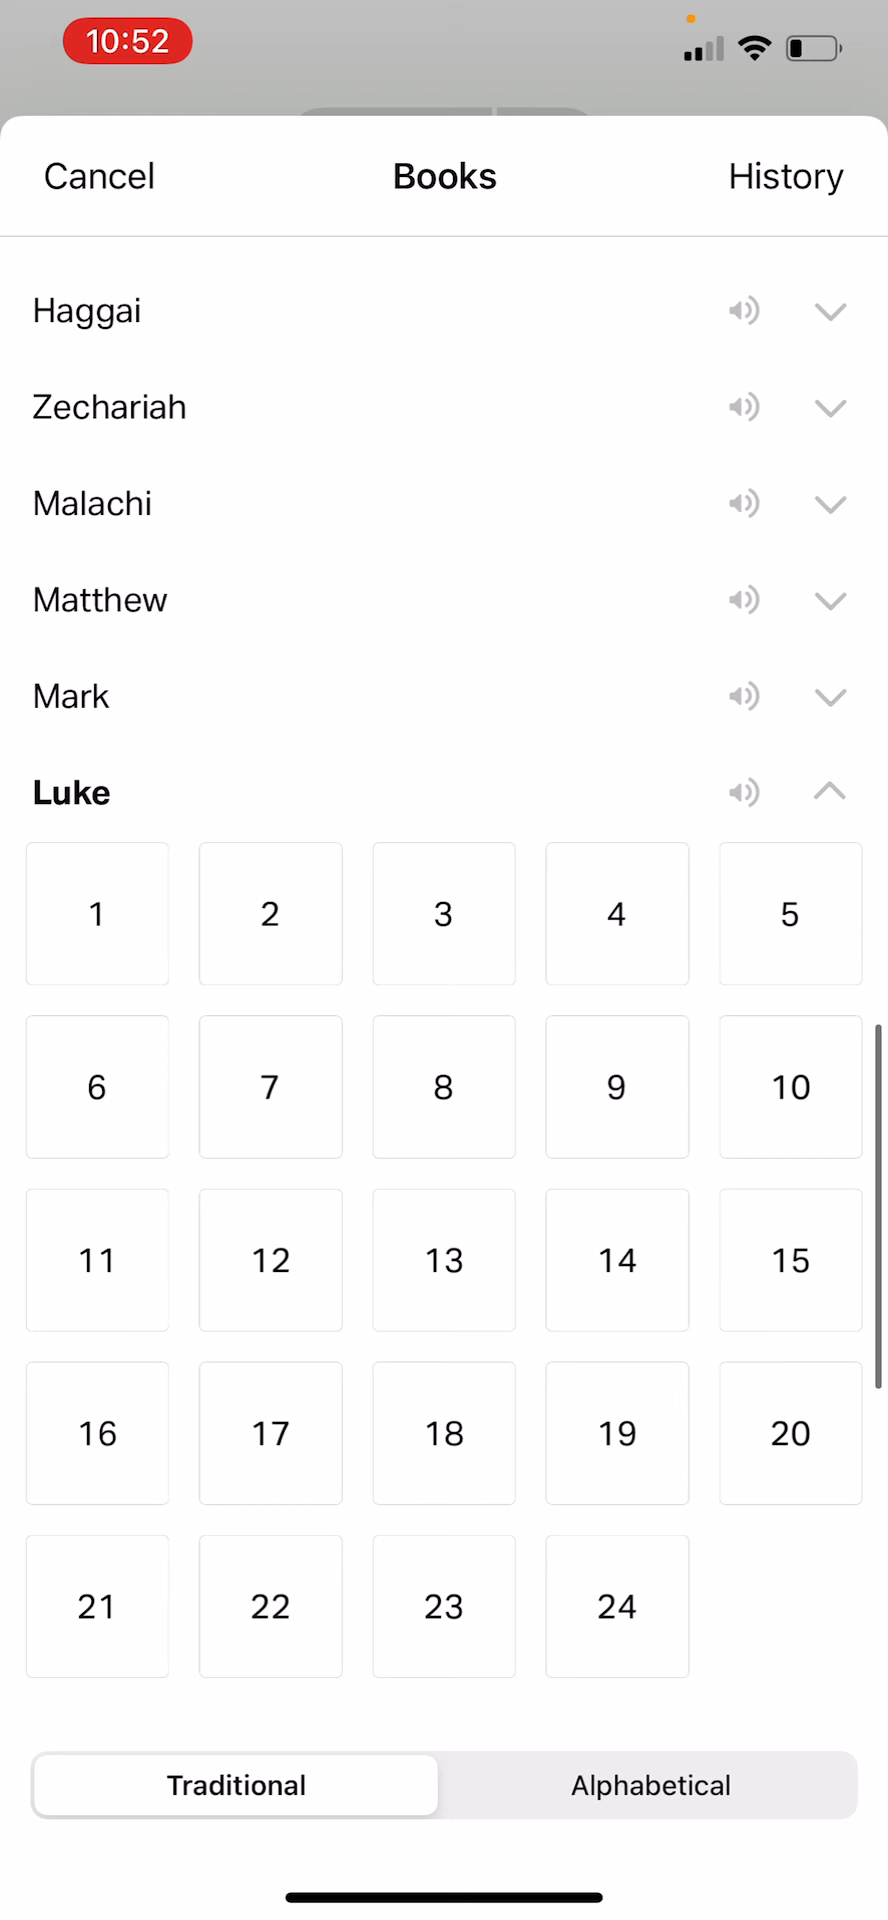 10:52
Cancel Books History
Haggai
Zechariah
Malachi
Matthew
Mark
Luke
1 2 3 4 5
6 7 8 9 10
11 12 13 14 15
16 17 18 19 20
21 22 23 24
Traditional Alphabetical